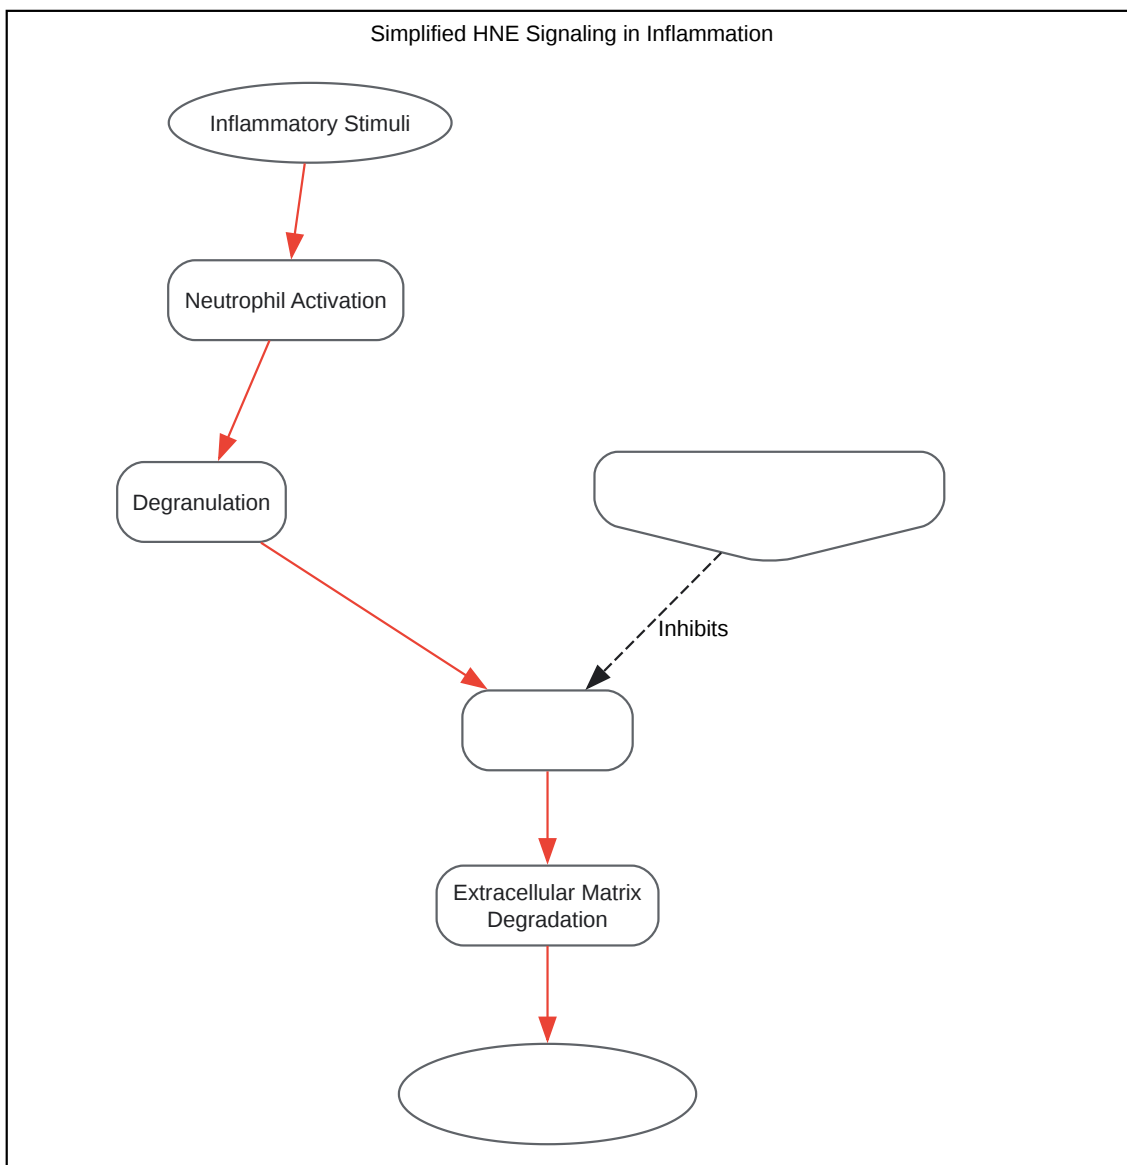 Simplified HNE Signaling in Inflammation
Inflammatory Stimuli
Neutrophil Activation
Degranulation
Inhibits
Extracellular Matrix
Degradation